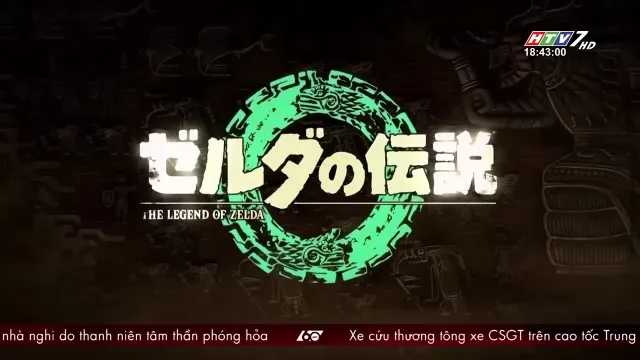 HTV7 HD
18:43:00
ゼルダの伝説
THE LEGEND OF ZELDA
nhà nghi do thanh niên tâm thần phóng hỏa 60 Xe cứu thương tông xe CSGT trên cao tốc Trung